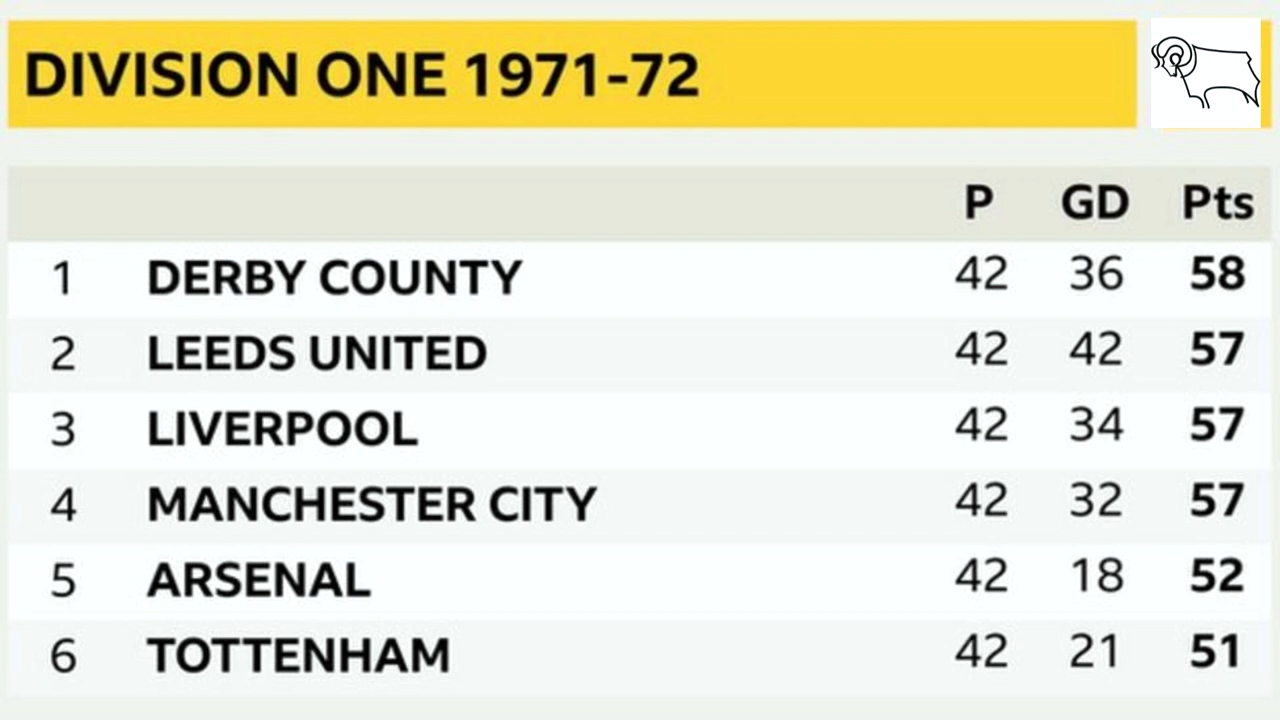 DIVISION ONE 1971-72
P GD Pts
1 DERBY COUNTY 42 36 58
2 LEEDS UNITED 42 42 57
3 LIVERPOOL 42 34 57
4 MANCHESTER CITY 42 32 57
5 ARSENAL 42 18 52
6 TOTTENHAM 42 21 51